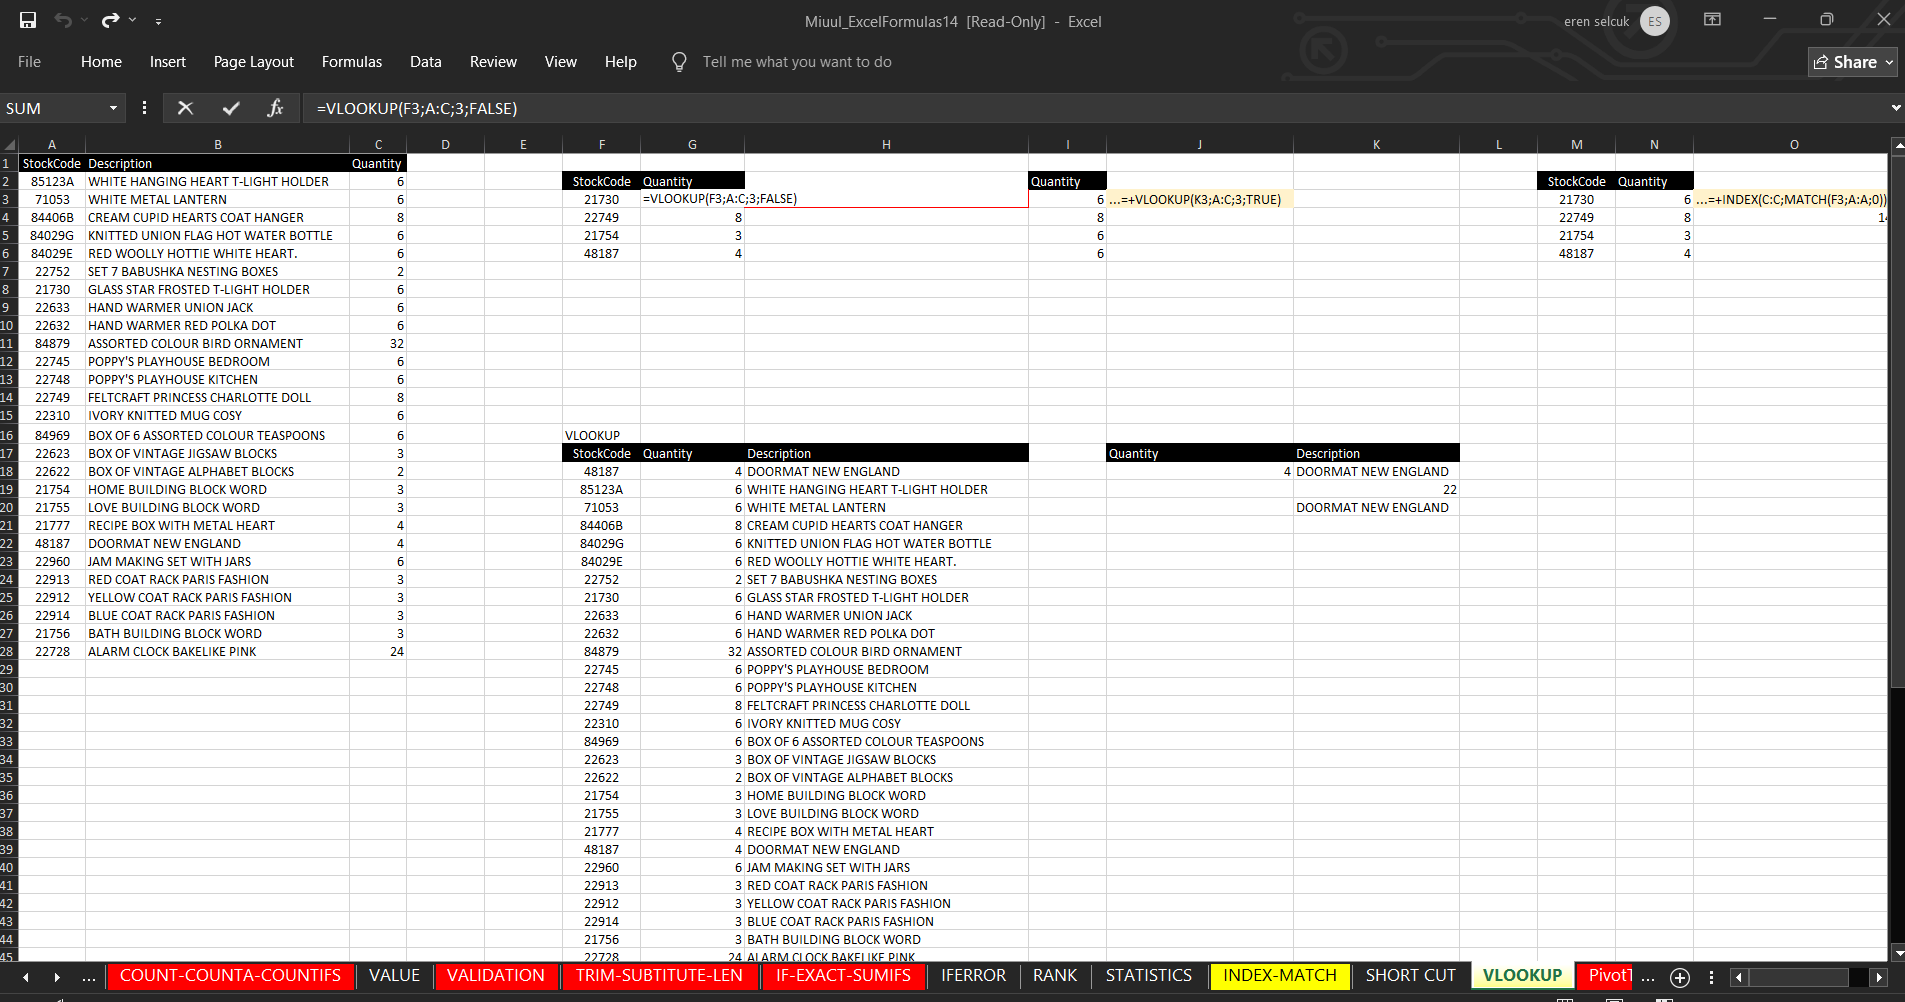 Miuul_ExcelFormulas14 [Read-Only] - Excel
eren selcuk ES
File Home Insert Page Layout Formulas Data Review View Help Tell me what you want to do
Share
SUM fx =VLOOKUP(F3;A:C;3;FALSE)
A B C D E F G H I J K L M N O
1 StockCode Description Quantity
2 85123A WHITE HANGING HEART T-LIGHT HOLDER 6 StockCode Quantity Quantity StockCode Quantity
3 71053 WHITE METAL LANTERN 6 21730 =VLOOKUP(F3;A:C;3;FALSE) 6 ...=+VLOOKUP(K3;A:C;3;TRUE) 21730 6 ...=+INDEX(C:C;MATCH(F3;A:A;0))
4 84406B CREAM CUPID HEARTS COAT HANGER 8 22749 8 8 22749 8
5 84029G KNITTED UNION FLAG HOT WATER BOTTLE 6 21754 3 6 21754 3
6 84029E RED WOOLLY HOTTIE WHITE HEART. 6 48187 4 6 48187 4
7 22752 SET 7 BABUSHKA NESTING BOXES 2
8 21730 GLASS STAR FROSTED T-LIGHT HOLDER 6
9 22633 HAND WARMER UNION JACK 6
10 22632 HAND WARMER RED POLKA DOT 6
11 84879 ASSORTED COLOUR BIRD ORNAMENT 32
12 22745 POPPY'S PLAYHOUSE BEDROOM 6
13 22748 POPPY'S PLAYHOUSE KITCHEN 6
14 22749 FELTCRAFT PRINCESS CHARLOTTE DOLL 8
15 22310 IVORY KNITTED MUG COSY 6
16 84969 BOX OF 6 ASSORTED COLOUR TEASPOONS 6 VLOOKUP
17 22623 BOX OF VINTAGE JIGSAW BLOCKS 3 StockCode Quantity Description Quantity Description
18 22622 BOX OF VINTAGE ALPHABET BLOCKS 2 48187 4 DOORMAT NEW ENGLAND 4 DOORMAT NEW ENGLAND
19 21754 HOME BUILDING BLOCK WORD 3 85123A 6 WHITE HANGING HEART T-LIGHT HOLDER 22
20 21755 LOVE BUILDING BLOCK WORD 3 71053 6 WHITE METAL LANTERN DOORMAT NEW ENGLAND
21 21777 RECIPE BOX WITH METAL HEART 4 84406B 8 CREAM CUPID HEARTS COAT HANGER
22 48187 DOORMAT NEW ENGLAND 4 84029G 6 KNITTED UNION FLAG HOT WATER BOTTLE
23 22960 JAM MAKING SET WITH JARS 6 84029E 6 RED WOOLLY HOTTIE WHITE HEART.
24 22913 RED COAT RACK PARIS FASHION 3 22752 2 SET 7 BABUSHKA NESTING BOXES
25 22912 YELLOW COAT RACK PARIS FASHION 3 21730 6 GLASS STAR FROSTED T-LIGHT HOLDER
26 22914 BLUE COAT RACK PARIS FASHION 3 22633 6 HAND WARMER UNION JACK
27 21756 BATH BUILDING BLOCK WORD 3 22632 6 HAND WARMER RED POLKA DOT
28 22728 ALARM CLOCK BAKELIKE PINK 24 84879 32 ASSORTED COLOUR BIRD ORNAMENT
29 22745 6 POPPY'S PLAYHOUSE BEDROOM
30 22748 6 POPPY'S PLAYHOUSE KITCHEN
31 22749 8 FELTCRAFT PRINCESS CHARLOTTE DOLL
32 22310 6 IVORY KNITTED MUG COSY
33 84969 6 BOX OF 6 ASSORTED COLOUR TEASPOONS
34 22623 3 BOX OF VINTAGE JIGSAW BLOCKS
35 22622 2 BOX OF VINTAGE ALPHABET BLOCKS
36 21754 3 HOME BUILDING BLOCK WORD
37 21755 3 LOVE BUILDING BLOCK WORD
38 21777 4 RECIPE BOX WITH METAL HEART
39 48187 4 DOORMAT NEW ENGLAND
40 22960 6 JAM MAKING SET WITH JARS
41 22913 3 RED COAT RACK PARIS FASHION
42 22912 3 YELLOW COAT RACK PARIS FASHION
43 22914 3 BLUE COAT RACK PARIS FASHION
44 21756 3 BATH BUILDING BLOCK WORD
45 22728 24 ALARM CLOCK BAKELIKE PINK
... COUNT-COUNTA-COUNTIFS VALUE VALIDATION TRIM-SUBTITUTE-LEN IF-EXACT-SUMIFS IFERROR RANK STATISTICS INDEX-MATCH SHORT CUT VLOOKUP Pivot ...